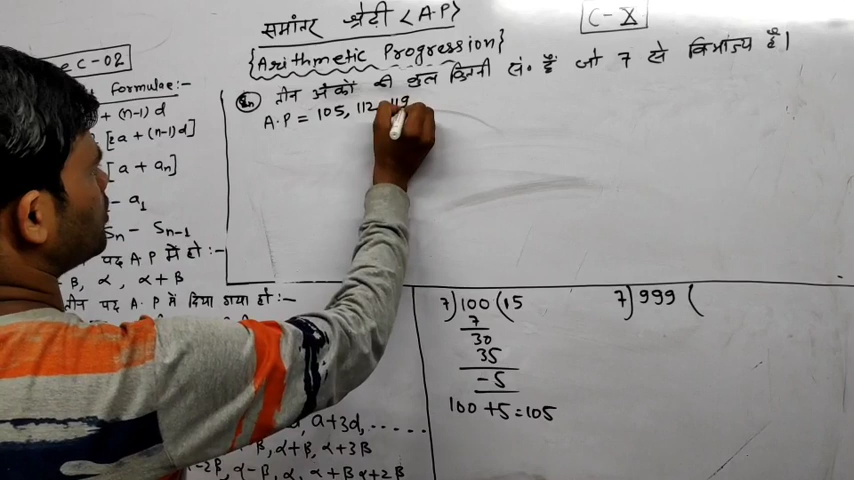 समांतर श्रेढ़ी <A.P>
C - X
{Arithmetic Progression}
C-02
formulae:-
तीन अंकों की कुल कितनी सं. हैं जो 7 से विभाज्य हैं।
A.P = 105, 112, 119
+ (n-1)d
[2a + (n-1)d]
[a + an]
- a1
Sn - Sn-1
पद A.P में हो :-
β, α, α + β
तीन पद A.P में दिया गया हो :-
a+3d, .....
α+β, α+3β
-2β, α-β, α, α+β α+2β
7)100(15
7
30
35
-5
100 +5=105
7)999(